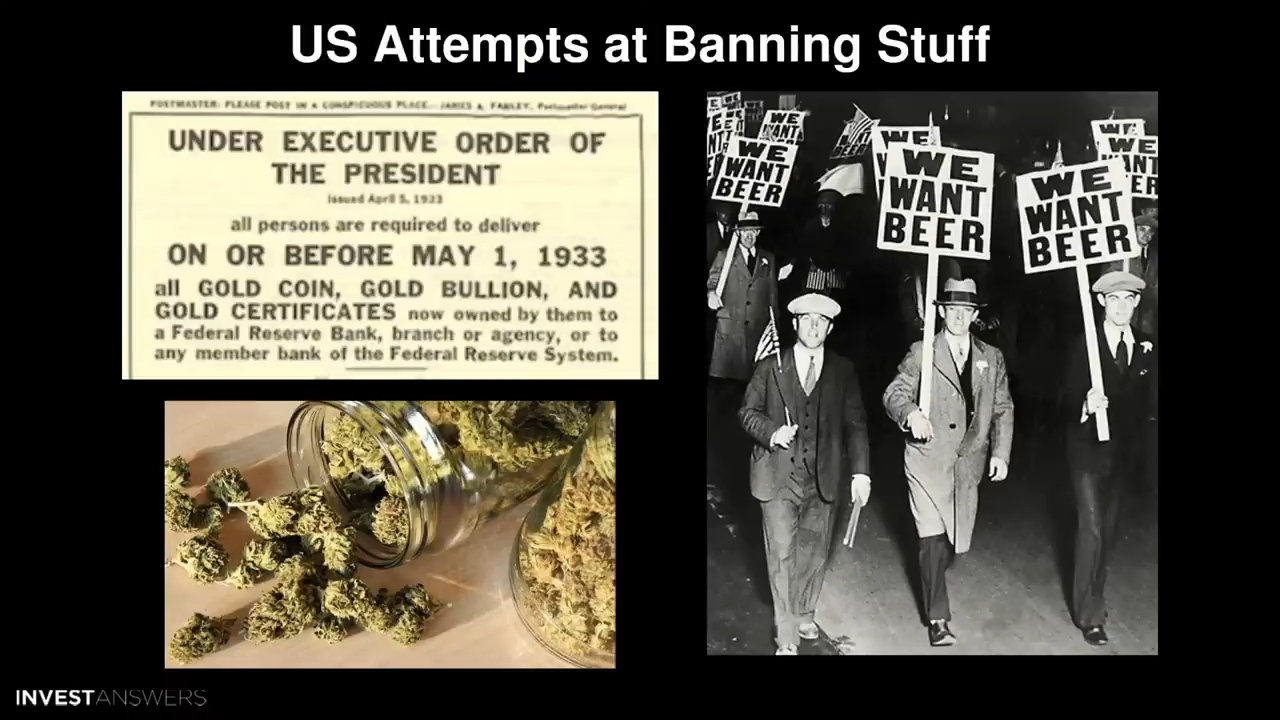 US Attempts at Banning Stuff
POSTMASTER: PLEASE POST IN A CONSPICUOUS PLACE.—JAMES A. FARLEY, Postmaster General
UNDER EXECUTIVE ORDER OF
THE PRESIDENT
Issued April 5, 1933
all persons are required to deliver
ON OR BEFORE MAY 1, 1933
all GOLD COIN, GOLD BULLION, AND
GOLD CERTIFICATES now owned by them to
a Federal Reserve Bank, branch or agency, or to
any member bank of the Federal Reserve System.
WE
WANT
BEER
WE
WANT
BEER
WE
WANT
BEER
INVESTANSWERS